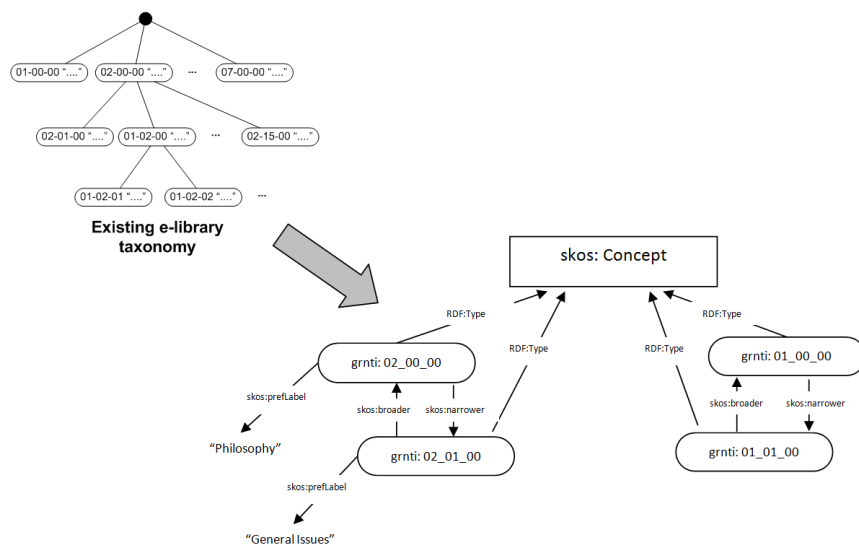 01-00-00 "...."
02-00-00 "...."
...
07-00-00 "...."
02-01-00 "...."
01-02-00 "...."
...
02-15-00 "...."
01-02-01 "...."
01-02-02 "...."
...
Existing e-library
taxonomy
skos: Concept
RDF:Type
RDF:Type
RDF:Type
RDF:Type
grnti: 02_00_00
grnti: 01_00_00
skos:prefLabel
skos:broader
skos:narrower
skos:broader
skos:narrower
“Philosophy”
grnti: 02_01_00
grnti: 01_01_00
skos:prefLabel
“General Issues”